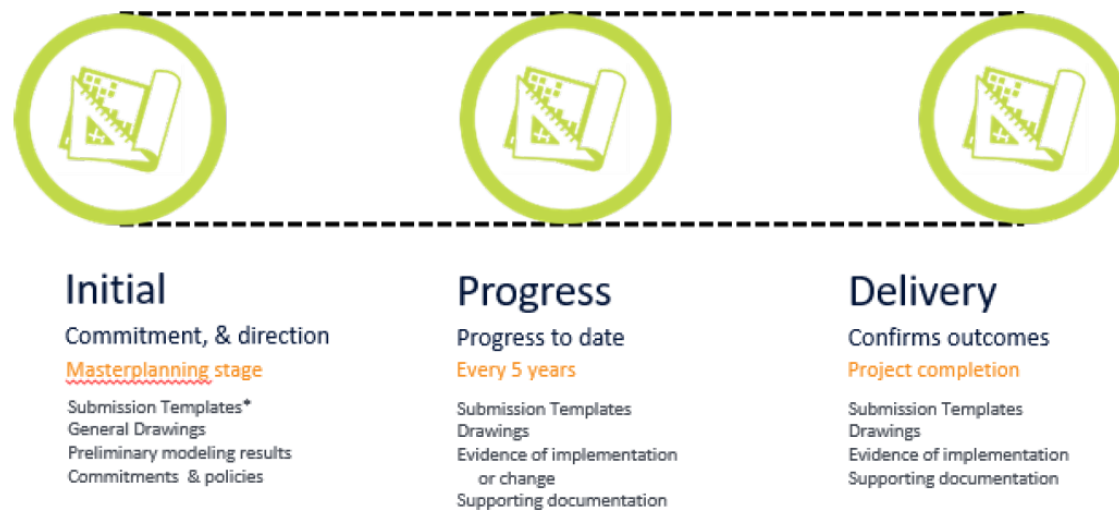 Initial
Commitment, & direction
Masterplanning stage
Submission Templates*
General Drawings
Preliminary modeling results
Commitments & policies
Progress
Progress to date
Every 5 years
Submission Templates
Drawings
Evidence of implementation
or change
Supporting documentation
Delivery
Confirms outcomes
Project completion
Submission Templates
Drawings
Evidence of implementation
Supporting documentation